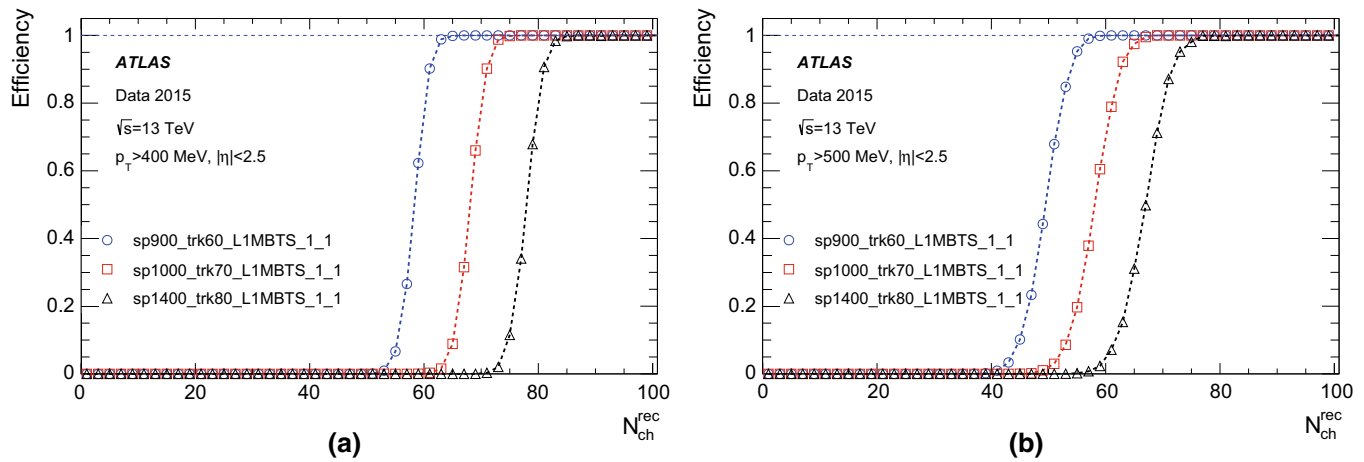 Efficiency
1
0.8
0.6
0.4
0.2
0
ATLAS
Data 2015
√s=13 TeV
p_T>400 MeV, |η|<2.5
sp900_trk60_L1MBTS_1_1
sp1000_trk70_L1MBTS_1_1
sp1400_trk80_L1MBTS_1_1
0 20 40 60 80 100
N_ch^rec
(a)
Efficiency
1
0.8
0.6
0.4
0.2
0
ATLAS
Data 2015
√s=13 TeV
p_T>500 MeV, |η|<2.5
sp900_trk60_L1MBTS_1_1
sp1000_trk70_L1MBTS_1_1
sp1400_trk80_L1MBTS_1_1
0 20 40 60 80 100
N_ch^rec
(b)